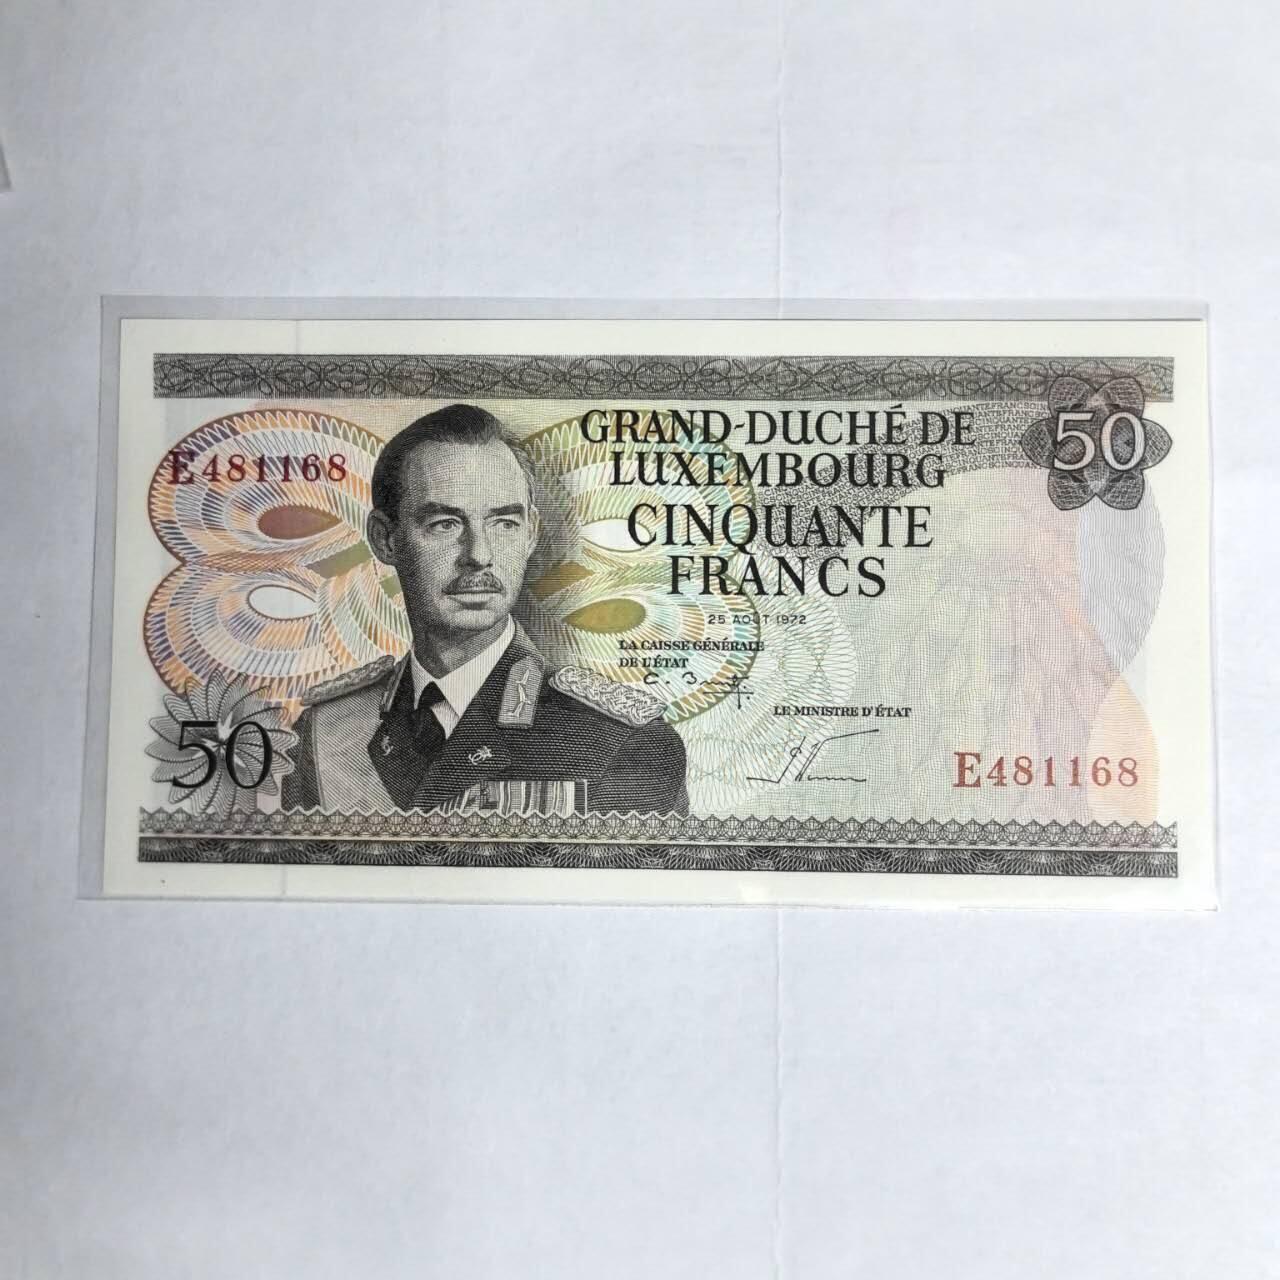 GRAND-DUCHÉ DE
LUXEMBOURG
50
E481168
CINQUANTE
FRANCS
25 AOUT 1972
LA CAISSE GÉNÉRALE
DE L'ÉTAT
LE MINISTRE D'ÉTAT
50
E481168